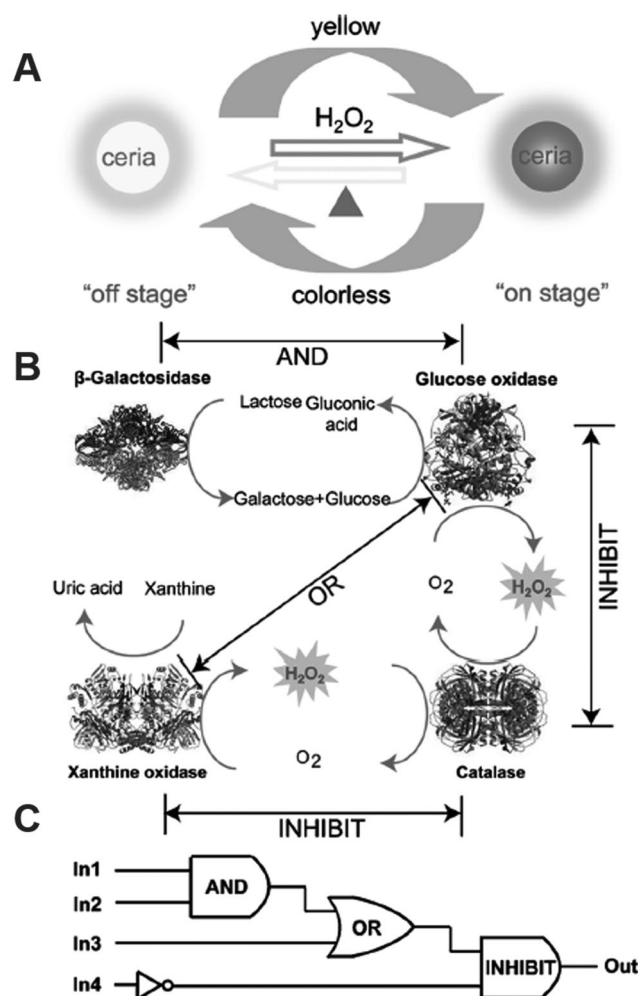 A
yellow
H₂O₂
ceria
ceria
colorless
"off stage"
"on stage"
B
AND
β-Galactosidase
Glucose oxidase
Lactose Gluconic
acid
Galactose+Glucose
OR
INHIBIT
O₂
H₂O₂
Uric acid
Xanthine
H₂O₂
O₂
Xanthine oxidase
Catalase
INHIBIT
C
In1
In2
In3
In4
AND
OR
INHIBIT
Out